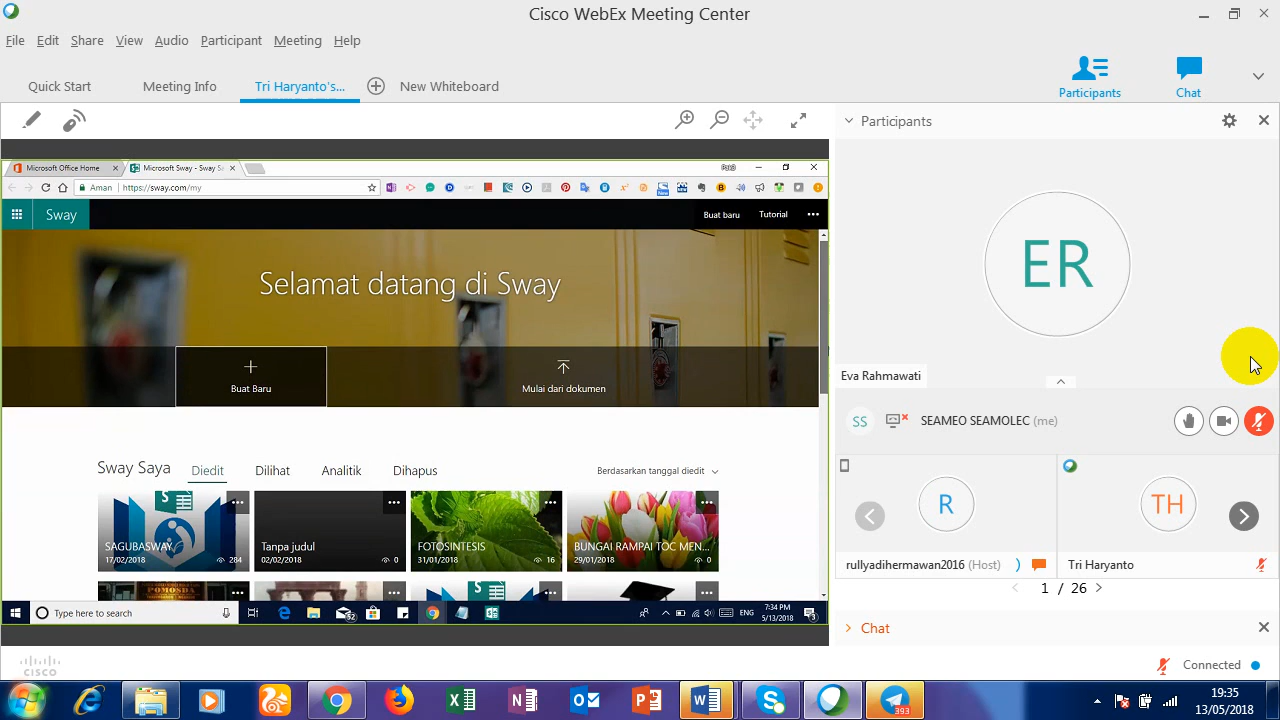 Cisco WebEx Meeting Center
File Edit Share View Audio Participant Meeting Help
Quick Start Meeting Info Tri Haryanto's... New Whiteboard
Participants Chat
Participants
Microsoft Office Home Microsoft Sway - Sway S
Aman https://sway.com/my
Sway Buat baru Tutorial
Selamat datang di Sway
Buat Baru Mulai dari dokumen
ER
Eva Rahmawati
SS SEAMEO SEAMOLEC (me)
Sway Saya Diedit Dilihat Analitik Dihapus Berdasarkan tanggal diedit
SAGUBASWAY Tanpa judul FOTOSINTESIS BUNGAI RAMPAI TOC MEN...
17/02/2018 284 02/02/2018 0 31/01/2018 16 29/01/2018 0
POMOSDA
R TH
rullyadihermawan2016 (Host) Tri Haryanto
1 / 26
Type here to search 52 ENG 7:34 PM 5/13/2018 3
Chat
CISCO
Connected
393
19:35
13/05/2018